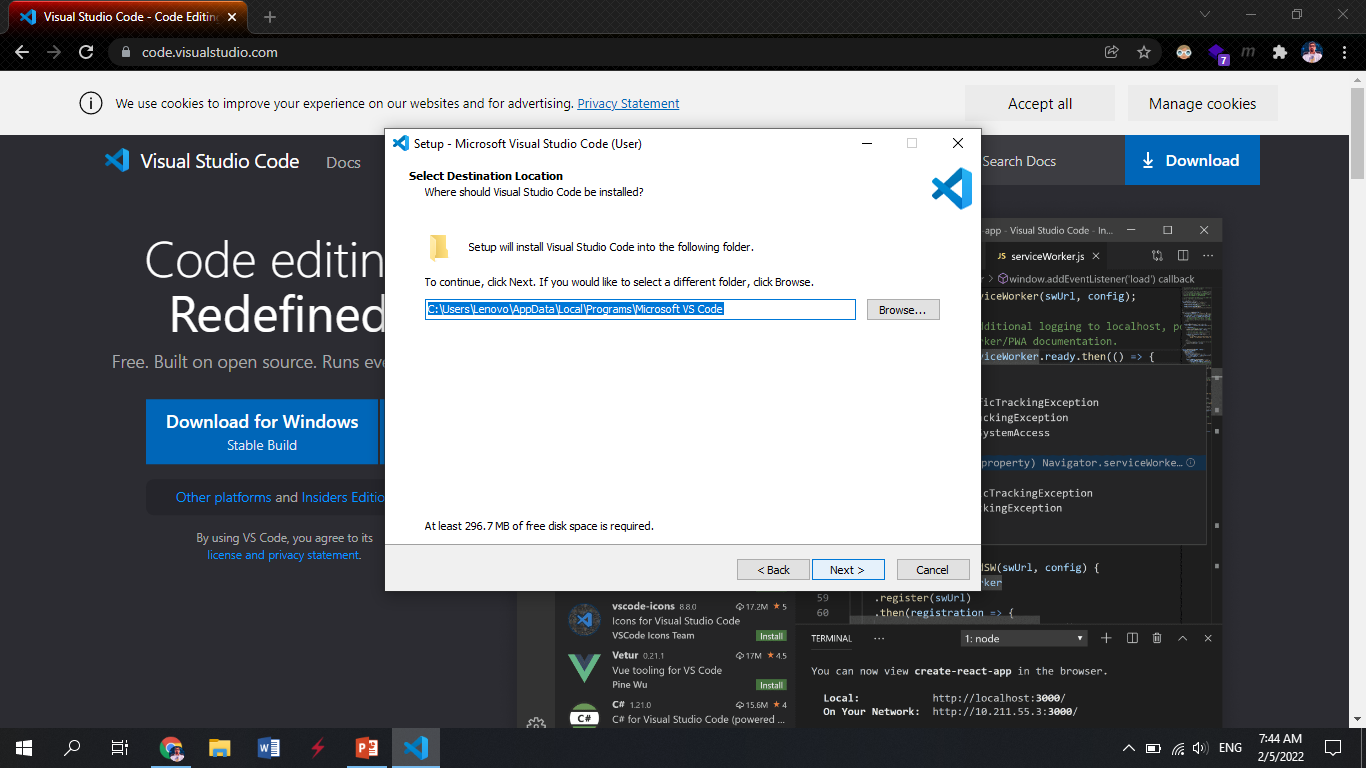 Visual Studio Code - Code Editing
code.visualstudio.com
7
m
We use cookies to improve your experience on our websites and for advertising. Privacy Statement
Accept all
Manage cookies
Visual Studio Code
Docs
Search Docs
Download
Setup - Microsoft Visual Studio Code (User)
Select Destination Location
Where should Visual Studio Code be installed?
Setup will install Visual Studio Code into the following folder.
To continue, click Next. If you would like to select a different folder, click Browse.
C:\Users\Lenovo\AppData\Local\Programs\Microsoft VS Code
Browse...
At least 296.7 MB of free disk space is required.
< Back
Next >
Cancel
Code editin
Redefined
Free. Built on open source. Runs eve
Download for Windows
Stable Build
Other platforms and Insiders Editio
By using VS Code, you agree to its
license and privacy statement.
-app - Visual Studio Code - In...
JS serviceWorker.js
window.addEventListener('load') callback
viceWorker(swUrl, config);
dditional logging to localhost, p
rker/PWA documentation.
viceWorker.ready.then(() => {
ficTrackingException
ckingException
ystemAccess
property) Navigator.serviceWorke…
icTrackingException
kingException
SW(swUrl, config) {
rker
59 .register(swUrl)
60 .then(registration => {
vscode-icons 8.8.0 17.2M ★ 5
Icons for Visual Studio Code
VSCode Icons Team
Install
Vetur 0.21.1 17M ★ 4.5
Vue tooling for VS Code
Pine Wu
Install
C# 1.21.0 15.6M ★ 4
C# for Visual Studio Code (powered ...
C#
TERMINAL ... 1: node
You can now view create-react-app in the browser.
Local: http://localhost:3000/
On Your Network: http://10.211.55.3:3000/
ENG
7:44 AM
2/5/2022